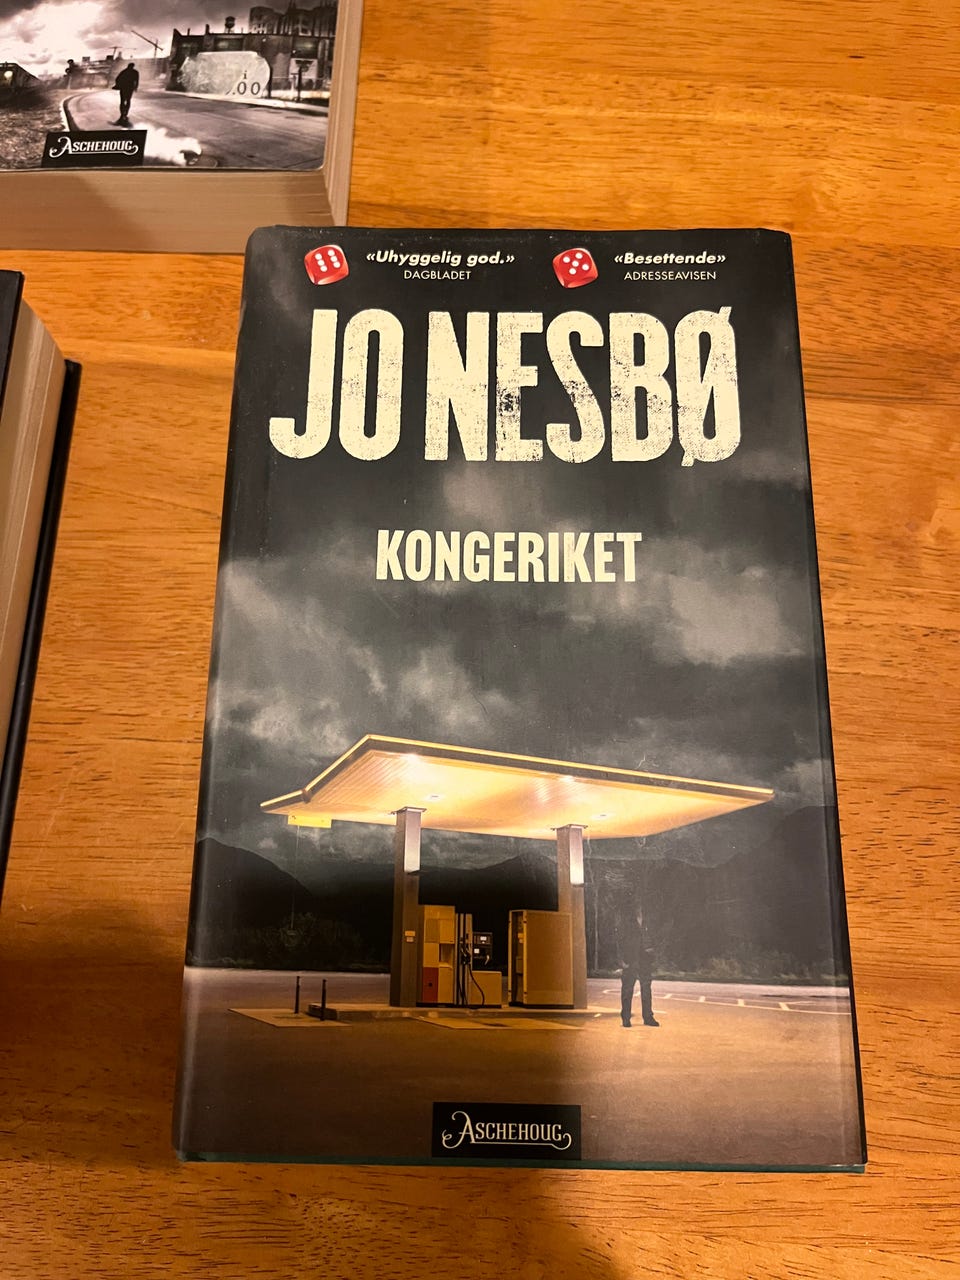 ASCHEHOUG
«Uhyggelig god.»
DAGBLADET
«Besettende»
ADRESSEAVISEN
JO NESBØ
KONGERIKET
ASCHEHOUG